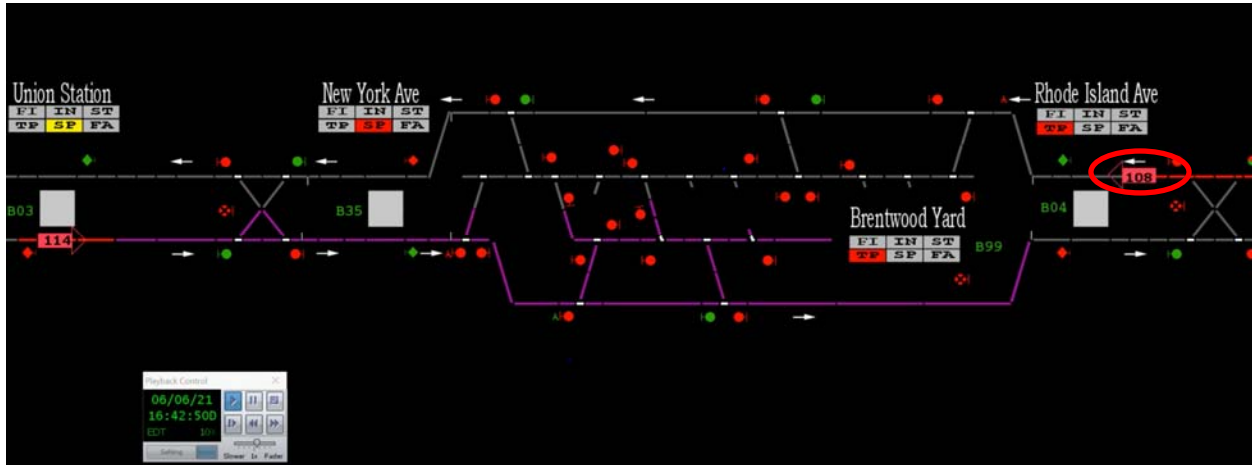 Union Station
FI IN ST
TP SP FA
New York Ave
FI IN ST
TP SP FA
Rhode Island Ave
FI IN ST
TP SP FA
A
108
B03
B35
B04
Brentwood Yard
FI IN ST
TP SP FA
B99
114
A
A
Playback Control
06/06/21
16:42:50D
EDT
Slower 1x Faster